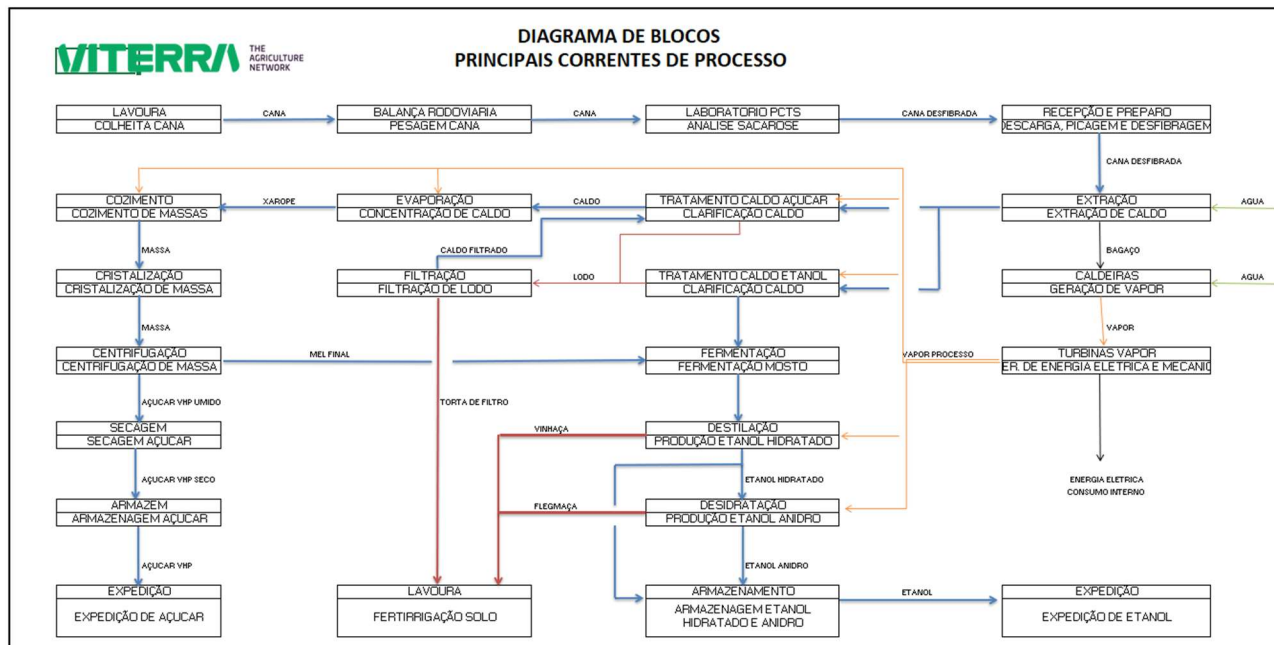 VITERRA
THE
AGRICULTURE
NETWORK
DIAGRAMA DE BLOCOS
PRINCIPAIS CORRENTES DE PROCESSO
LAVOURA
COLHEITA CANA
CANA
BALANÇA RODOVIARIA
PESAGEM CANA
CANA
LABORATORIO PCTS
ANALISE SACAROSE
CANA DESFIBRADA
RECEPÇÃO E PREPARO
DESCARGA, PICAGEM E DESFIBRAGEM
CANA DESFIBRADA
COZIMENTO
COZIMENTO DE MASSAS
XAROPE
EVAPORAÇÃO
CONCENTRAÇÃO DE CALDO
CALDO
TRATAMENTO CALDO AÇUCAR
CLARIFICAÇÃO CALDO
EXTRAÇÃO
EXTRAÇÃO DE CALDO
AGUA
MASSA
CALDO FILTRADO
BAGAÇO
CRISTALIZAÇÃO
CRISTALIZAÇÃO DE MASSA
FILTRAÇÃO
FILTRAÇÃO DE LODO
LODO
TRATAMENTO CALDO ETANOL
CLARIFICAÇÃO CALDO
CALDEIRAS
GERAÇÃO DE VAPOR
AGUA
MASSA
VAPOR
CENTRIFUGAÇÃO
CENTRIFUGAÇÃO DE MASSA
MEL FINAL
FERMENTAÇÃO
FERMENTAÇÃO MOSTO
VAPOR PROCESSO
TURBINAS VAPOR
ER. DE ENERGIA ELETRICA E MECANIC
AÇUCAR VHP UMIDO
TORTA DE FILTRO
SECAGEM
SECAGEM AÇUCAR
VINHAÇA
DESTILAÇÃO
PRODUÇÃO ETANOL HIDRATADO
AÇUCAR VHP SECO
ETANOL HIDRATADO
ENERGIA ELETRICA
CONSUMO INTERNO
ARMAZEM
ARMAZENAGEM AÇUCAR
FLEGMAÇA
DESIDRATAÇÃO
PRODUÇÃO ETANOL ANIDRO
AÇUCAR VHP
ETANOL ANIDRO
EXPEDIÇÃO
EXPEDIÇÃO DE AÇUCAR
LAVOURA
FERTIRRIGAÇÃO SOLO
ARMAZENAMENTO
ARMAZENAGEM ETANOL
HIDRATADO E ANIDRO
ETANOL
EXPEDIÇÃO
EXPEDIÇÃO DE ETANOL